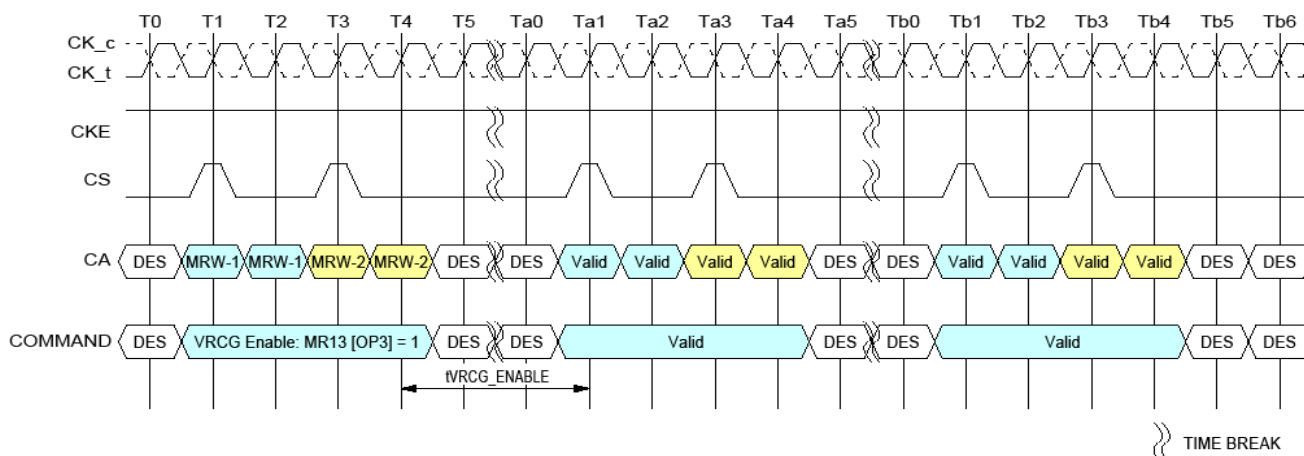 T0 T1 T2 T3 T4 T5 Ta0 Ta1 Ta2 Ta3 Ta4 Ta5 Tb0 Tb1 Tb2 Tb3 Tb4 Tb5 Tb6
CK_c
CK_t
CKE
CS
CA DES MRW-1 MRW-1 MRW-2 MRW-2 DES DES Valid Valid Valid Valid DES DES Valid Valid Valid Valid DES DES
COMMAND DES VRCG Enable: MR13 [OP3] = 1 DES DES Valid DES DES Valid DES DES
tVRCG_ENABLE
TIME BREAK